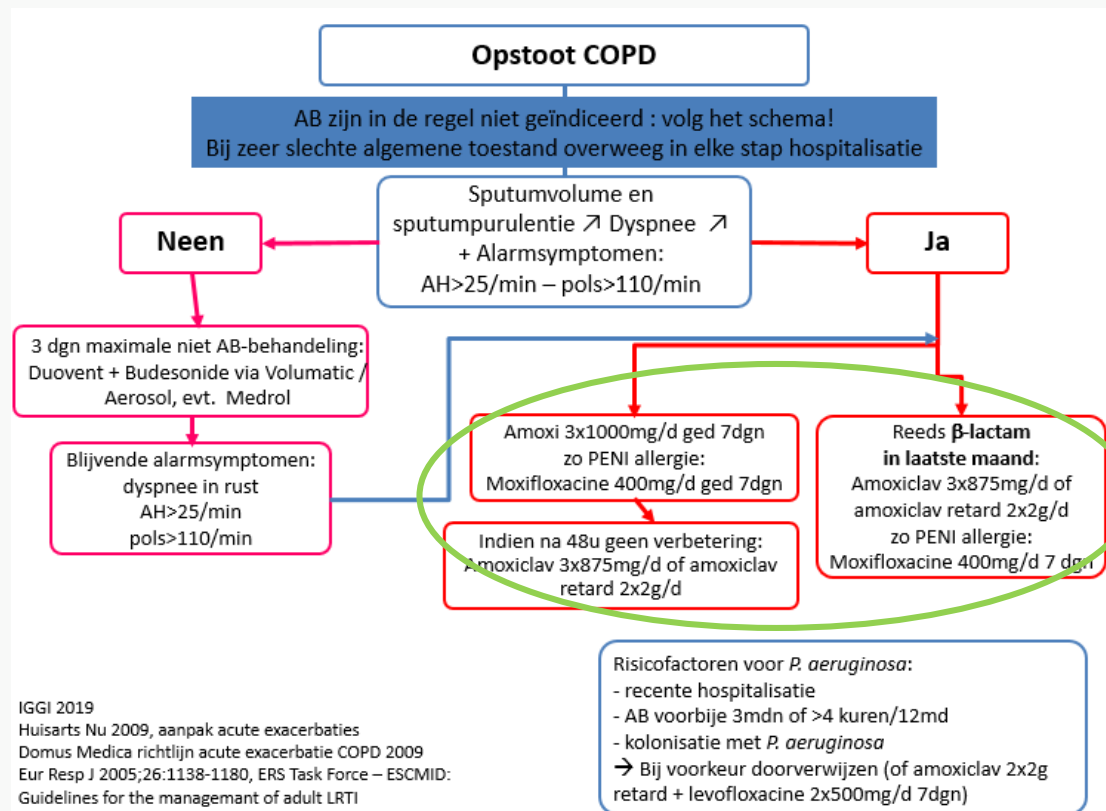 Opstoot COPD
AB zijn in de regel niet geïndiceerd : volg het schema!
Bij zeer slechte algemene toestand overweeg in elke stap hospitalisatie
Sputumvolume en
sputumpurulentie ↗ Dyspnee ↗
+ Alarmsymptomen:
AH>25/min – pols>110/min
Neen
Ja
3 dgn maximale niet AB-behandeling:
Duovent + Budesonide via Volumatic /
Aerosol, evt. Medrol
Blijvende alarmsymptomen:
dyspnee in rust
AH>25/min
pols>110/min
Amoxi 3x1000mg/d ged 7dgn
zo PENI allergie:
Moxifloxacine 400mg/d ged 7dgn
Indien na 48u geen verbetering:
Amoxiclav 3x875mg/d of amoxiclav
retard 2x2g/d
Reeds β-lactam
in laatste maand:
Amoxiclav 3x875mg/d of
amoxiclav retard 2x2g/d
zo PENI allergie:
Moxifloxacine 400mg/d 7 dgn
Risicofactoren voor P. aeruginosa:
- recente hospitalisatie
- AB voorbije 3mdn of >4 kuren/12md
- kolonisatie met P. aeruginosa
→ Bij voorkeur doorverwijzen (of amoxiclav 2x2g
retard + levofloxacine 2x500mg/d 7dgn)
IGGI 2019
Huisarts Nu 2009, aanpak acute exacerbaties
Domus Medica richtlijn acute exacerbatie COPD 2009
Eur Resp J 2005;26:1138-1180, ERS Task Force – ESCMID:
Guidelines for the managemant of adult LRTI